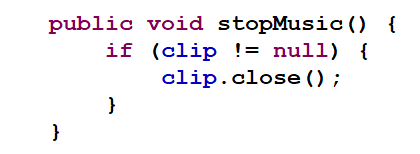 public void stopMusic() {
    if (clip != null) {
        clip.close();
    }
}